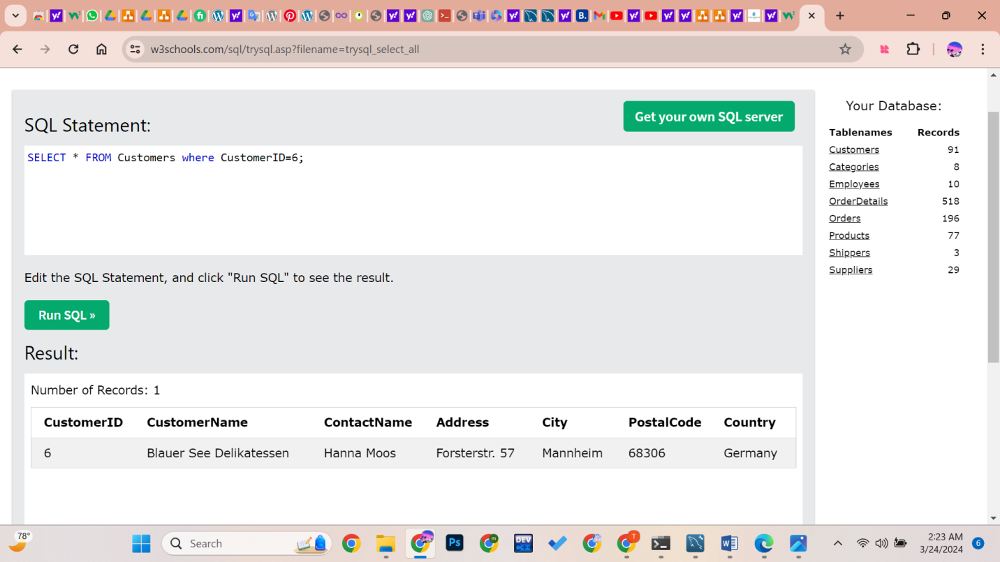 w3schools.com/sql/trysql.asp?filename=trysql_select_all
SQL Statement:
Get your own SQL server
SELECT * FROM Customers where CustomerID=6;
Edit the SQL Statement, and click "Run SQL" to see the result.
Run SQL »
Result:
Number of Records: 1
CustomerID CustomerName ContactName Address City PostalCode Country
6 Blauer See Delikatessen Hanna Moos Forsterstr. 57 Mannheim 68306 Germany
Your Database:
Tablenames Records
Customers 91
Categories 8
Employees 10
OrderDetails 518
Orders 196
Products 77
Shippers 3
Suppliers 29
78°
Search
Ps
DEV
2:23 AM
3/24/2024
6